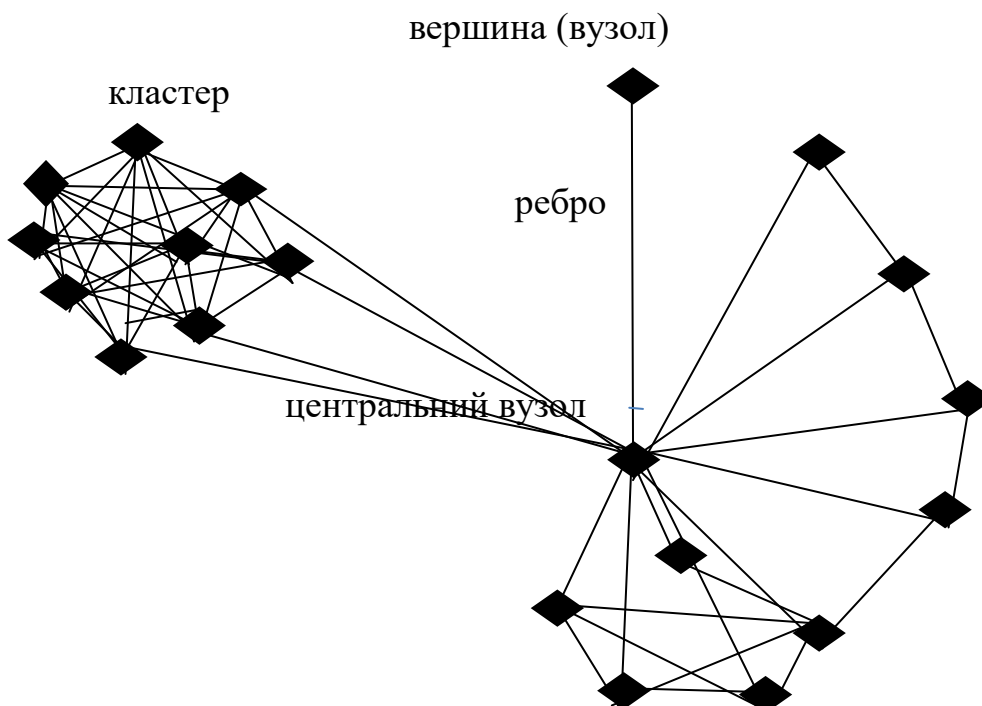 вершина (вузол)
кластер
ребро
центральний вузол